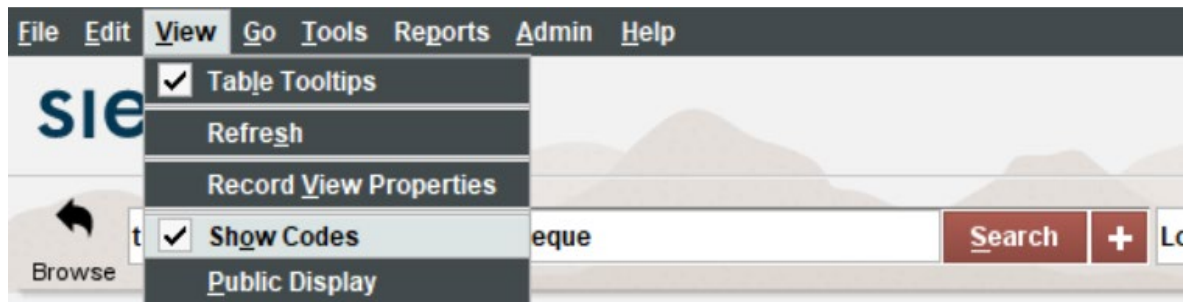 File Edit View Go Tools Reports Admin Help
Table Tooltips
Refresh
Record View Properties
Show Codes
Public Display
sie
Browse
t
eque
Search
+
Lo